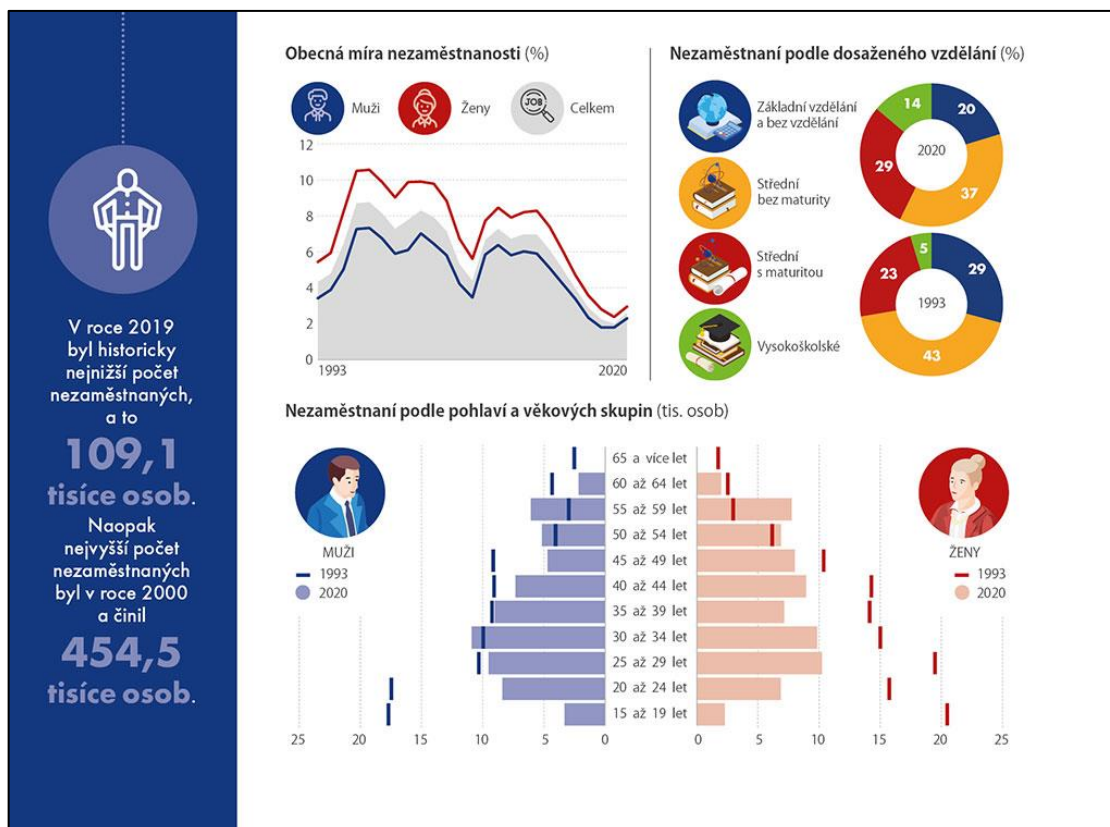 V roce 2019
byl historicky
nejnižší počet
nezaměstnaných,
a to
109,1
tisíce osob.
Naopak
nejvyšší počet
nezaměstnaných
byl v roce 2000
a činil
454,5
tisíce osob.
Obecná míra nezaměstnanosti (%)
Muži
Ženy
JOB
Celkem
12
10
8
6
4
2
0
1993
2020
Nezaměstnaní podle dosaženého vzdělání (%)
Základní vzdělání
a bez vzdělání
Střední
bez maturity
Střední
s maturitou
Vysokoškolské
14
20
2020
29
37
5
23
29
1993
43
Nezaměstnaní podle pohlaví a věkových skupin (tis. osob)
MUŽI
1993
2020
65 a více let
60 až 64 let
55 až 59 let
50 až 54 let
45 až 49 let
40 až 44 let
35 až 39 let
30 až 34 let
25 až 29 let
20 až 24 let
15 až 19 let
ŽENY
1993
2020
25 20 15 10 5 0
0 5 10 15 20 25